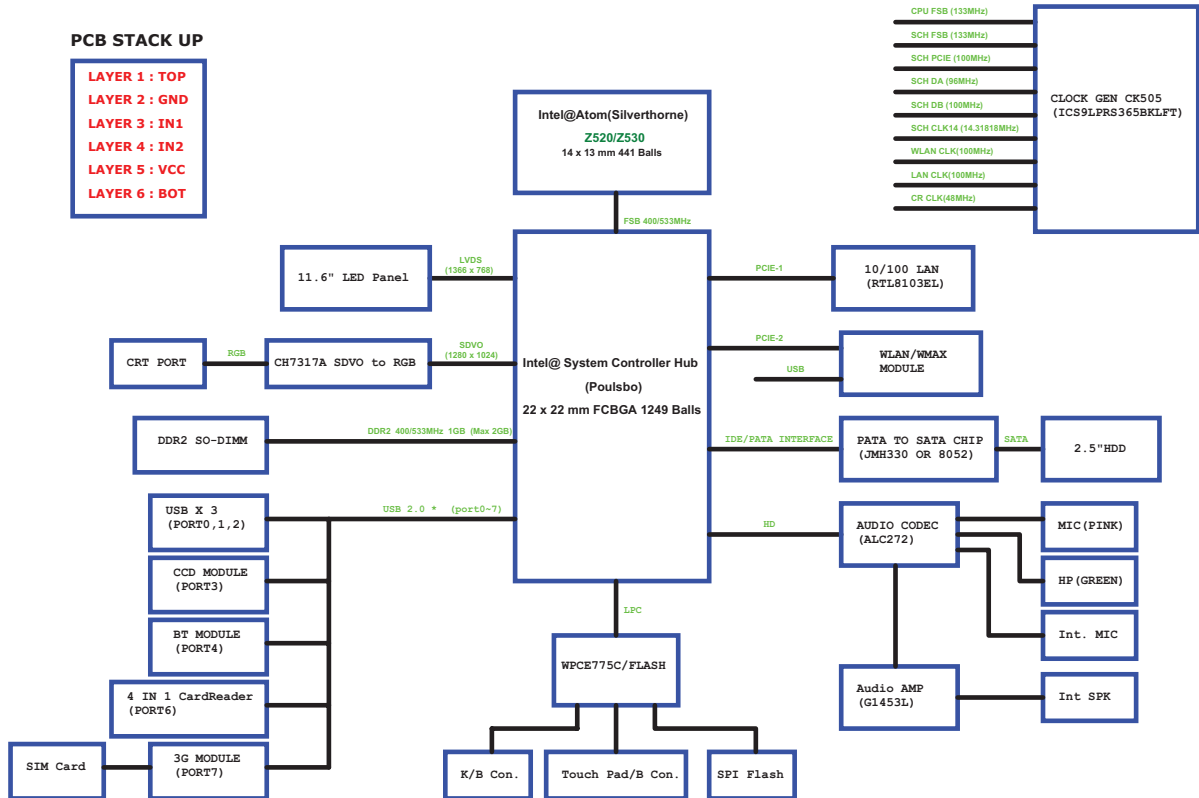 PCB STACK UP
LAYER 1 : TOP
LAYER 2 : GND
LAYER 3 : IN1
LAYER 4 : IN2
LAYER 5 : VCC
LAYER 6 : BOT
Intel@Atom(Silverthorne)
Z520/Z530
14 x 13 mm 441 Balls
FSB 400/533MHz
CPU FSB (133MHz)
SCH FSB (133MHz)
SCH PCIE (100MHz)
SCH DA (96MHz)
SCH DB (100MHz)
SCH CLK14 (14.31818MHz)
WLAN CLK(100MHz)
LAN CLK(100MHz)
CR CLK(48MHz)
CLOCK GEN CK505
(ICS9LPRS365BKLFT)
11.6" LED Panel
LVDS
(1366 x 768)
CRT PORT
RGB
CH7317A SDVO to RGB
SDVO
(1280 x 1024)
DDR2 SO-DIMM
DDR2 400/533MHz 1GB (Max 2GB)
Intel@ System Controller Hub
(Poulsbo)
22 x 22 mm FCBGA 1249 Balls
PCIE-1
10/100 LAN
(RTL8103EL)
PCIE-2
USB
WLAN/WMAX
MODULE
IDE/PATA INTERFACE
PATA TO SATA CHIP
(JMH330 OR 8052)
SATA
2.5"HDD
HD
AUDIO CODEC
(ALC272)
MIC(PINK)
HP(GREEN)
Int. MIC
Audio AMP
(G1453L)
Int SPK
USB 2.0 * (port0~7)
USB X 3
(PORT0,1,2)
CCD MODULE
(PORT3)
BT MODULE
(PORT4)
4 IN 1 CardReader
(PORT6)
3G MODULE
(PORT7)
SIM Card
LPC
WPCE775C/FLASH
K/B Con.
Touch Pad/B Con.
SPI Flash